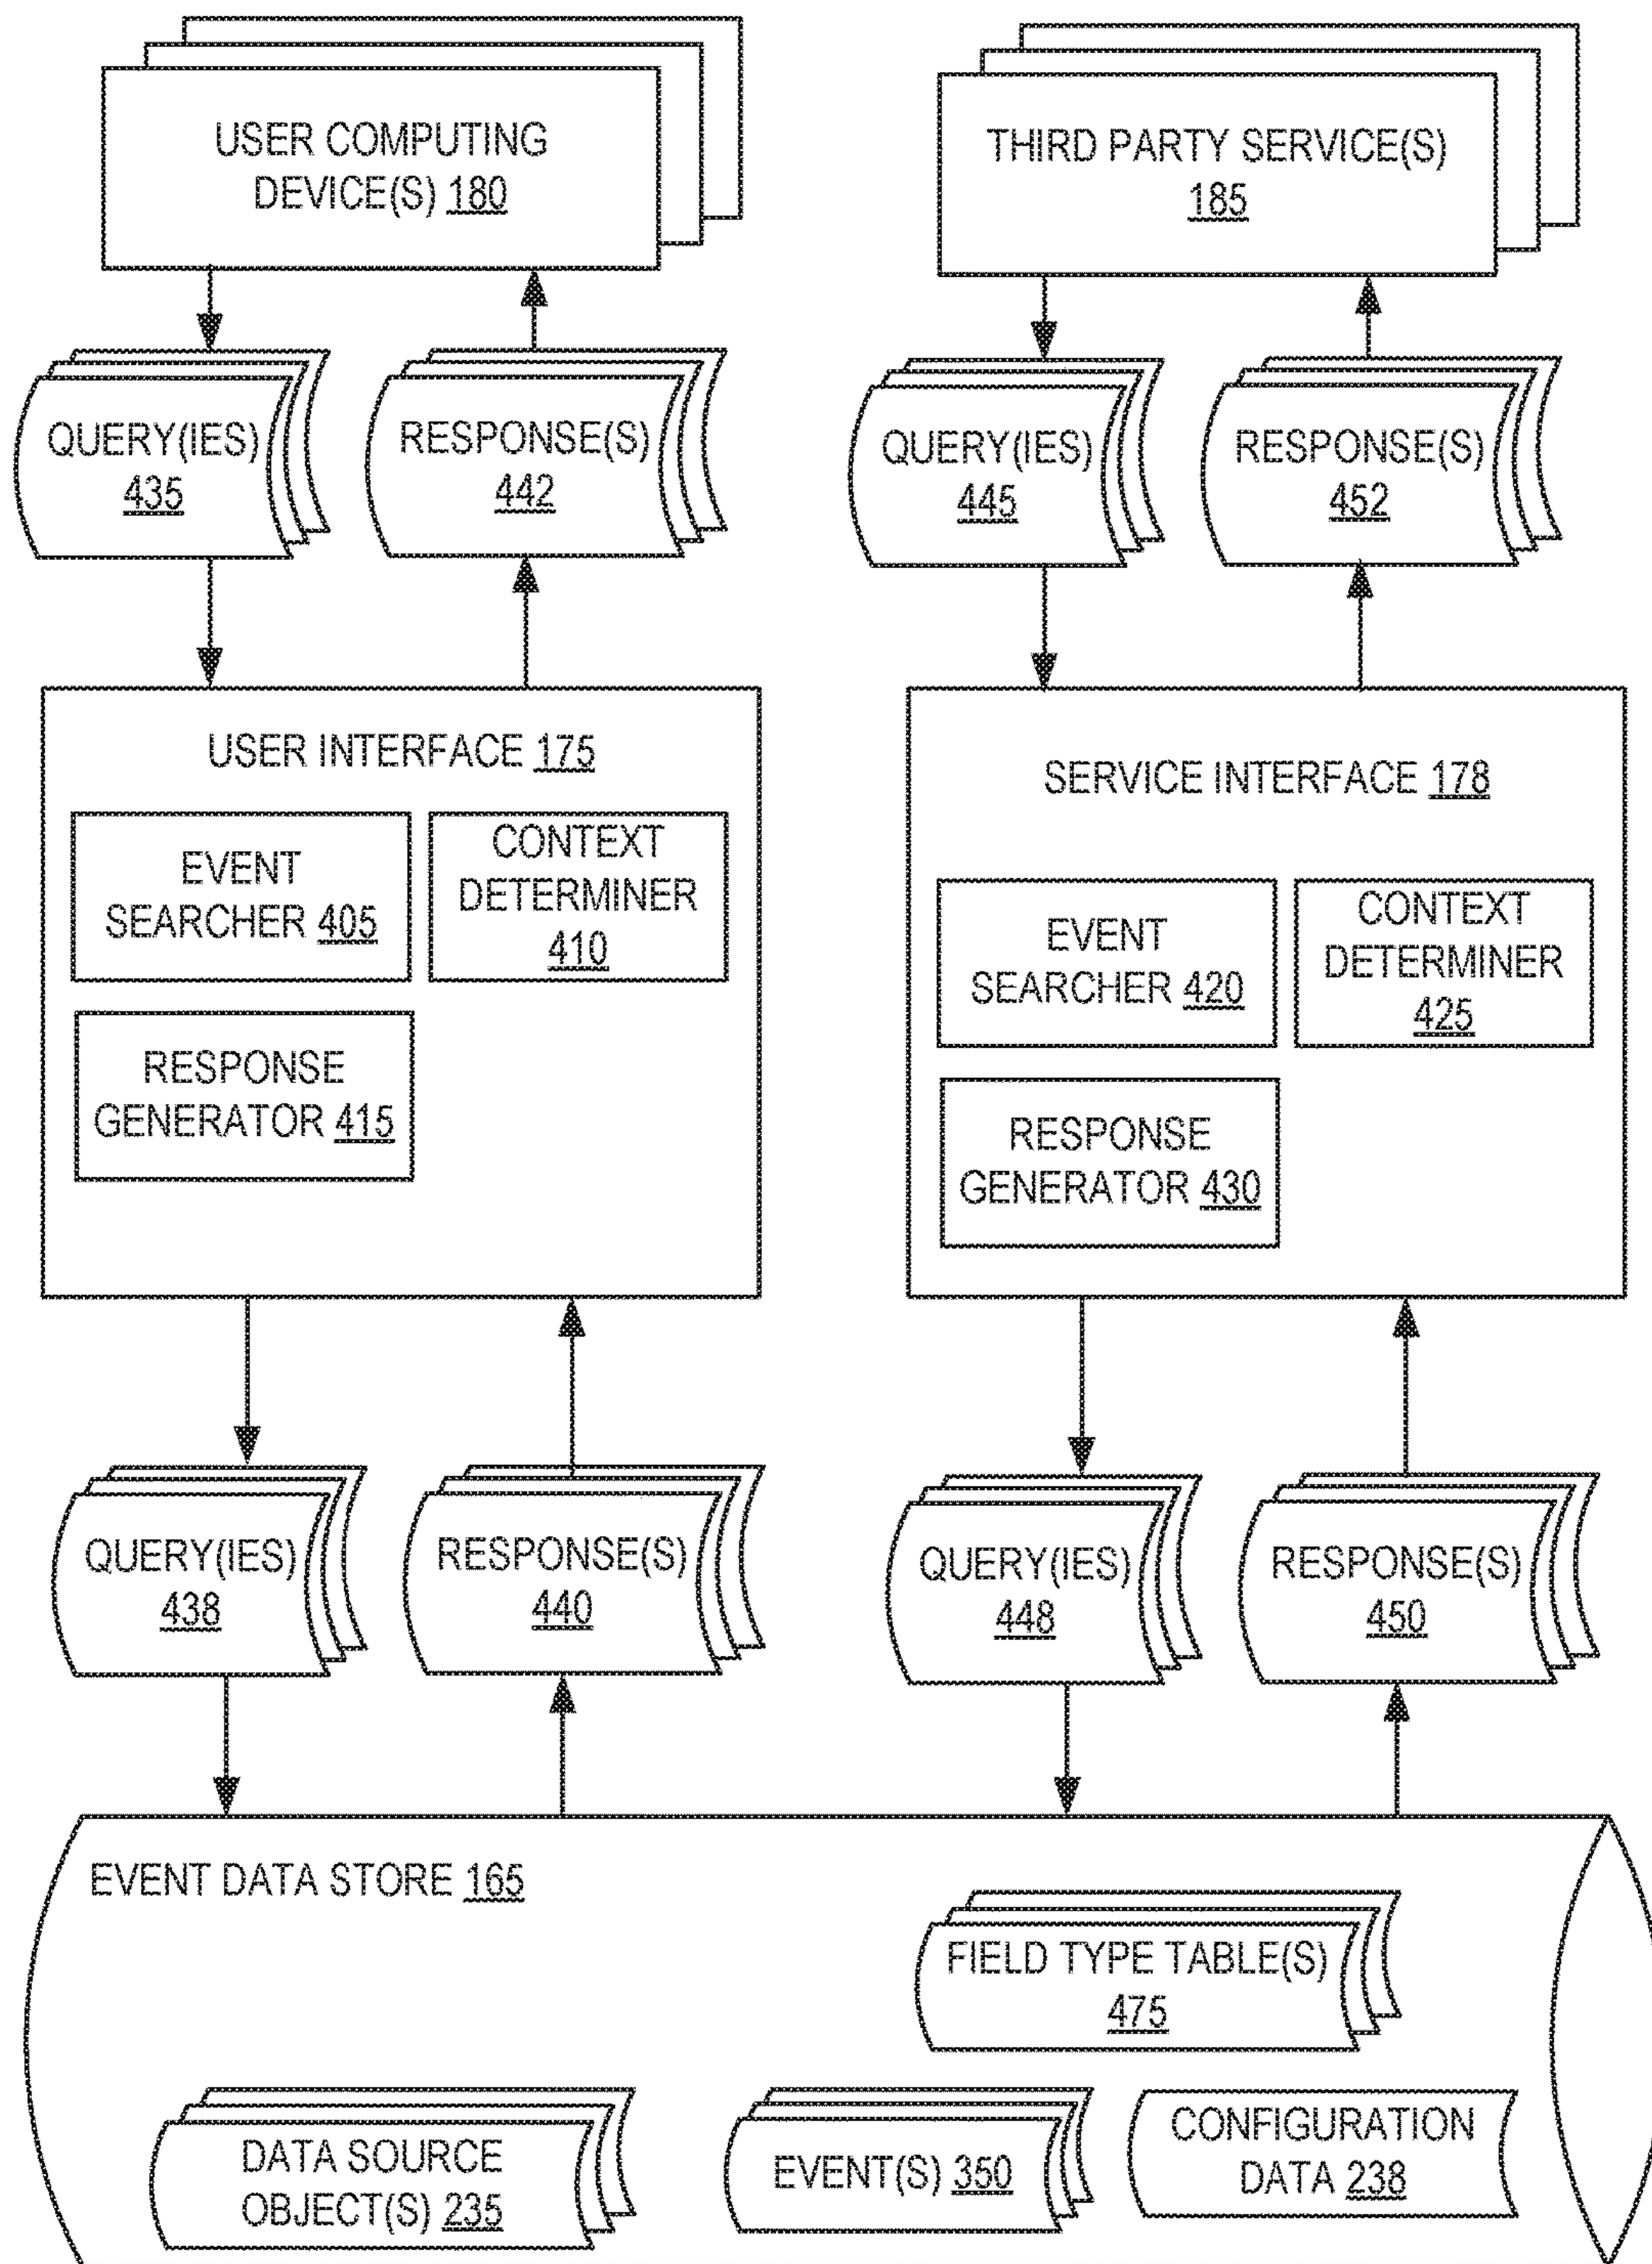 USER COMPUTING
DEVICE(S) 180
THIRD PARTY SERVICE(S)
185
QUERY(IES)
435
RESPONSE(S)
442
QUERY(IES)
445
RESPONSE(S)
452
USER INTERFACE 175
EVENT
SEARCHER 405
CONTEXT
DETERMINER
410
RESPONSE
GENERATOR 415
SERVICE INTERFACE 178
EVENT
SEARCHER 420
CONTEXT
DETERMINER
425
RESPONSE
GENERATOR 430
QUERY(IES)
438
RESPONSE(S)
440
QUERY(IES)
448
RESPONSE(S)
450
EVENT DATA STORE 165
FIELD TYPE TABLE(S)
475
DATA SOURCE
OBJECT(S) 235
EVENT(S) 350
CONFIGURATION
DATA 238